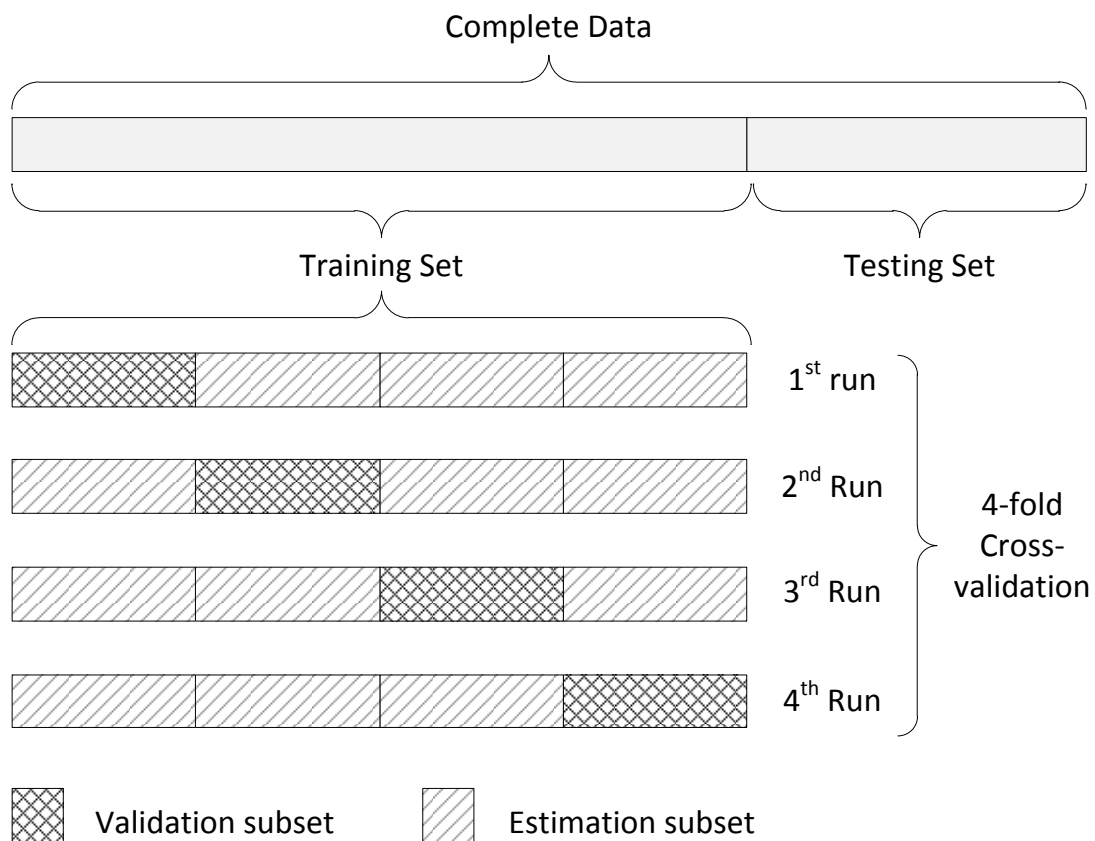 Complete Data
Training Set
Testing Set
1st run
2nd Run
3rd Run
4th Run
4-fold
Cross-
validation
Validation subset
Estimation subset